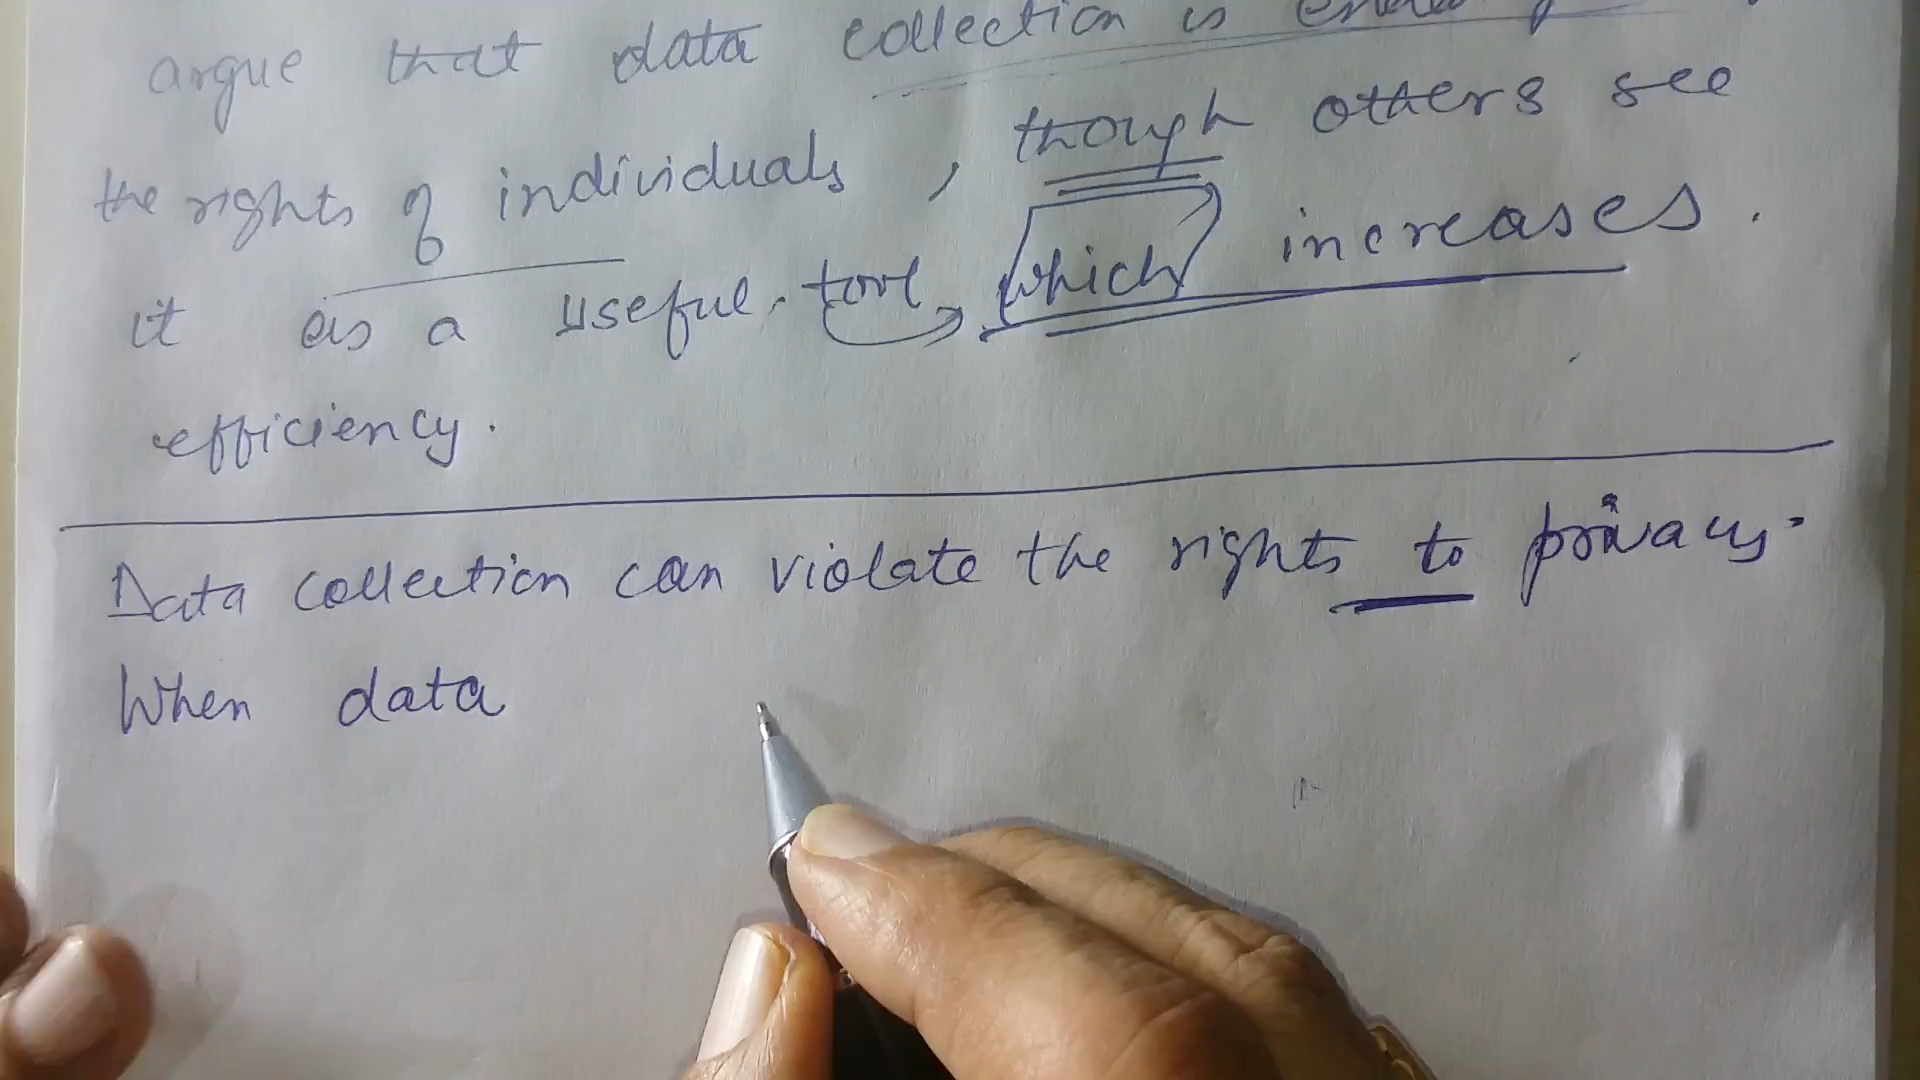 argue that data collection is
the rights of individuals, though others see
it as a useful tool which increases.
efficiency.
Data collection can violate the rights to privacy.
When data